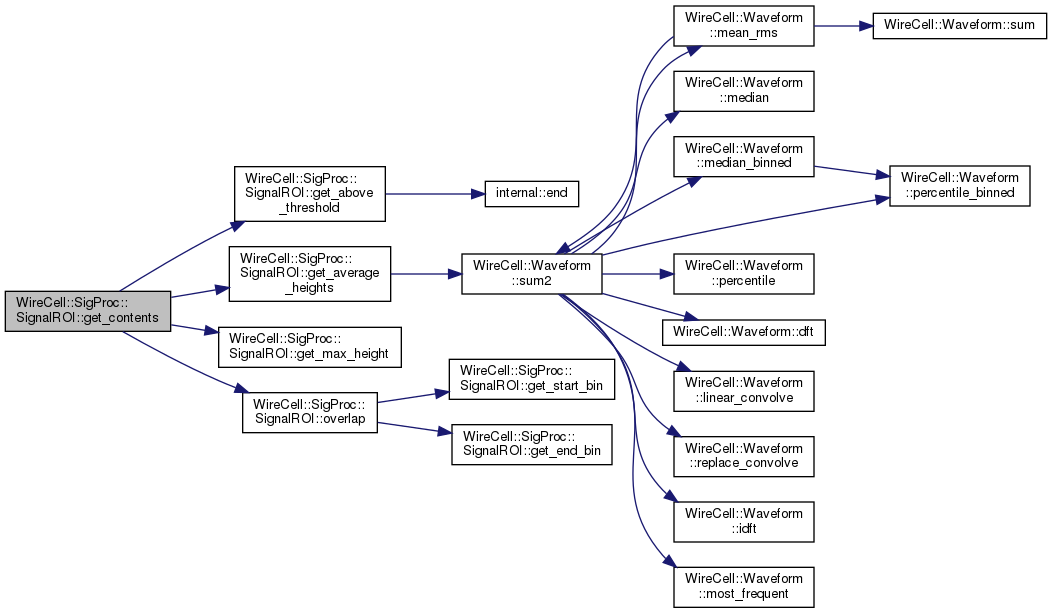 WireCell::SigProc::
SignalROI::get_contents
WireCell::SigProc::
SignalROI::get_above
_threshold
internal::end
WireCell::SigProc::
SignalROI::get_average
_heights
WireCell::Waveform
::sum2
WireCell::Waveform
::mean_rms
WireCell::Waveform::sum
WireCell::Waveform
::median
WireCell::Waveform
::median_binned
WireCell::Waveform
::percentile_binned
WireCell::Waveform
::percentile
WireCell::Waveform::dft
WireCell::Waveform
::linear_convolve
WireCell::Waveform
::replace_convolve
WireCell::Waveform
::idft
WireCell::Waveform
::most_frequent
WireCell::SigProc::
SignalROI::get_max_height
WireCell::SigProc::
SignalROI::overlap
WireCell::SigProc::
SignalROI::get_start_bin
WireCell::SigProc::
SignalROI::get_end_bin